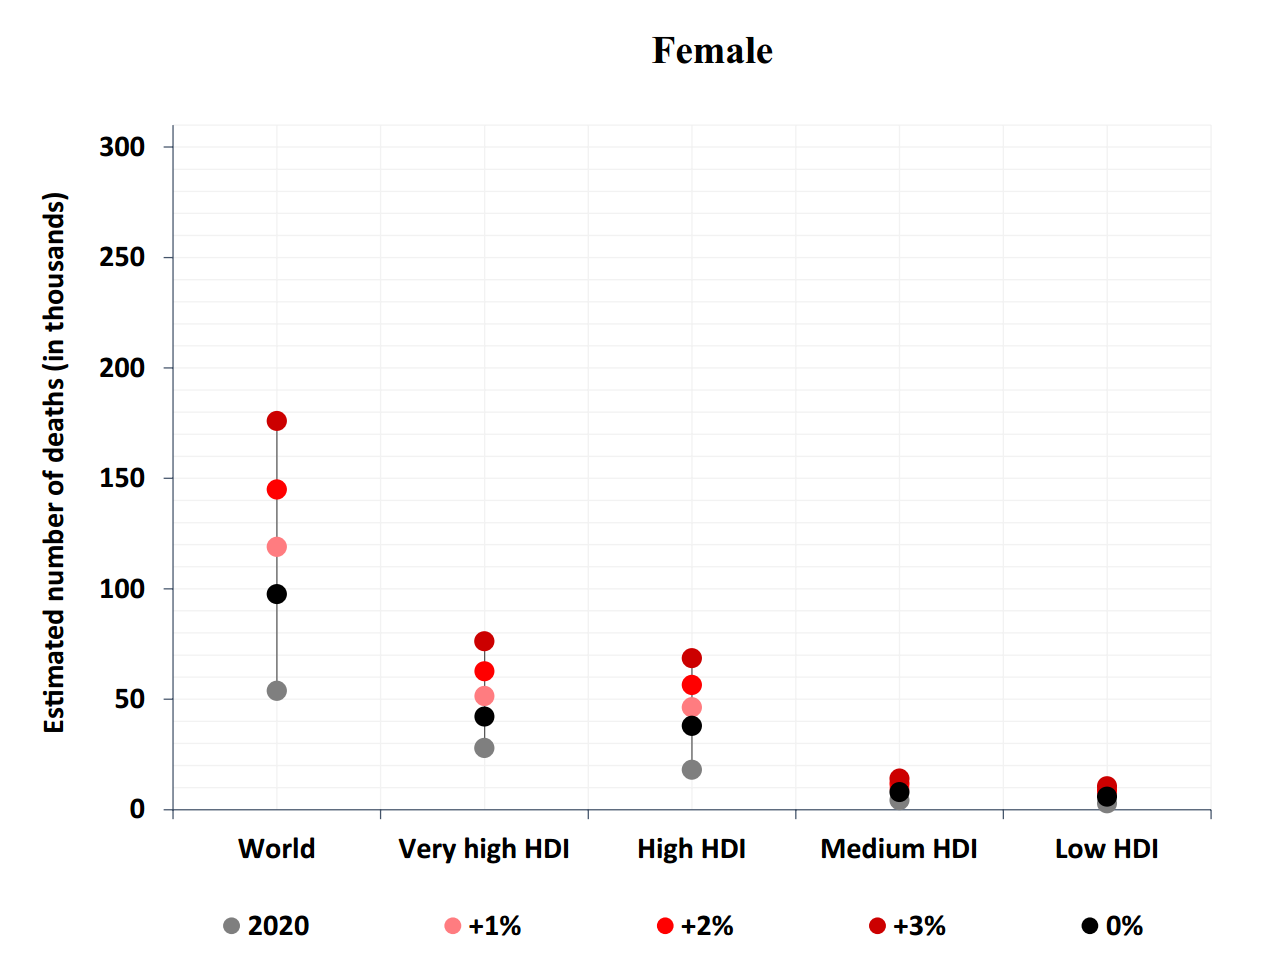 Female
Estimated number of deaths (in thousands)
300
250
200
150
100
50
0
World Very high HDI High HDI Medium HDI Low HDI
2020 +1% +2% +3% 0%